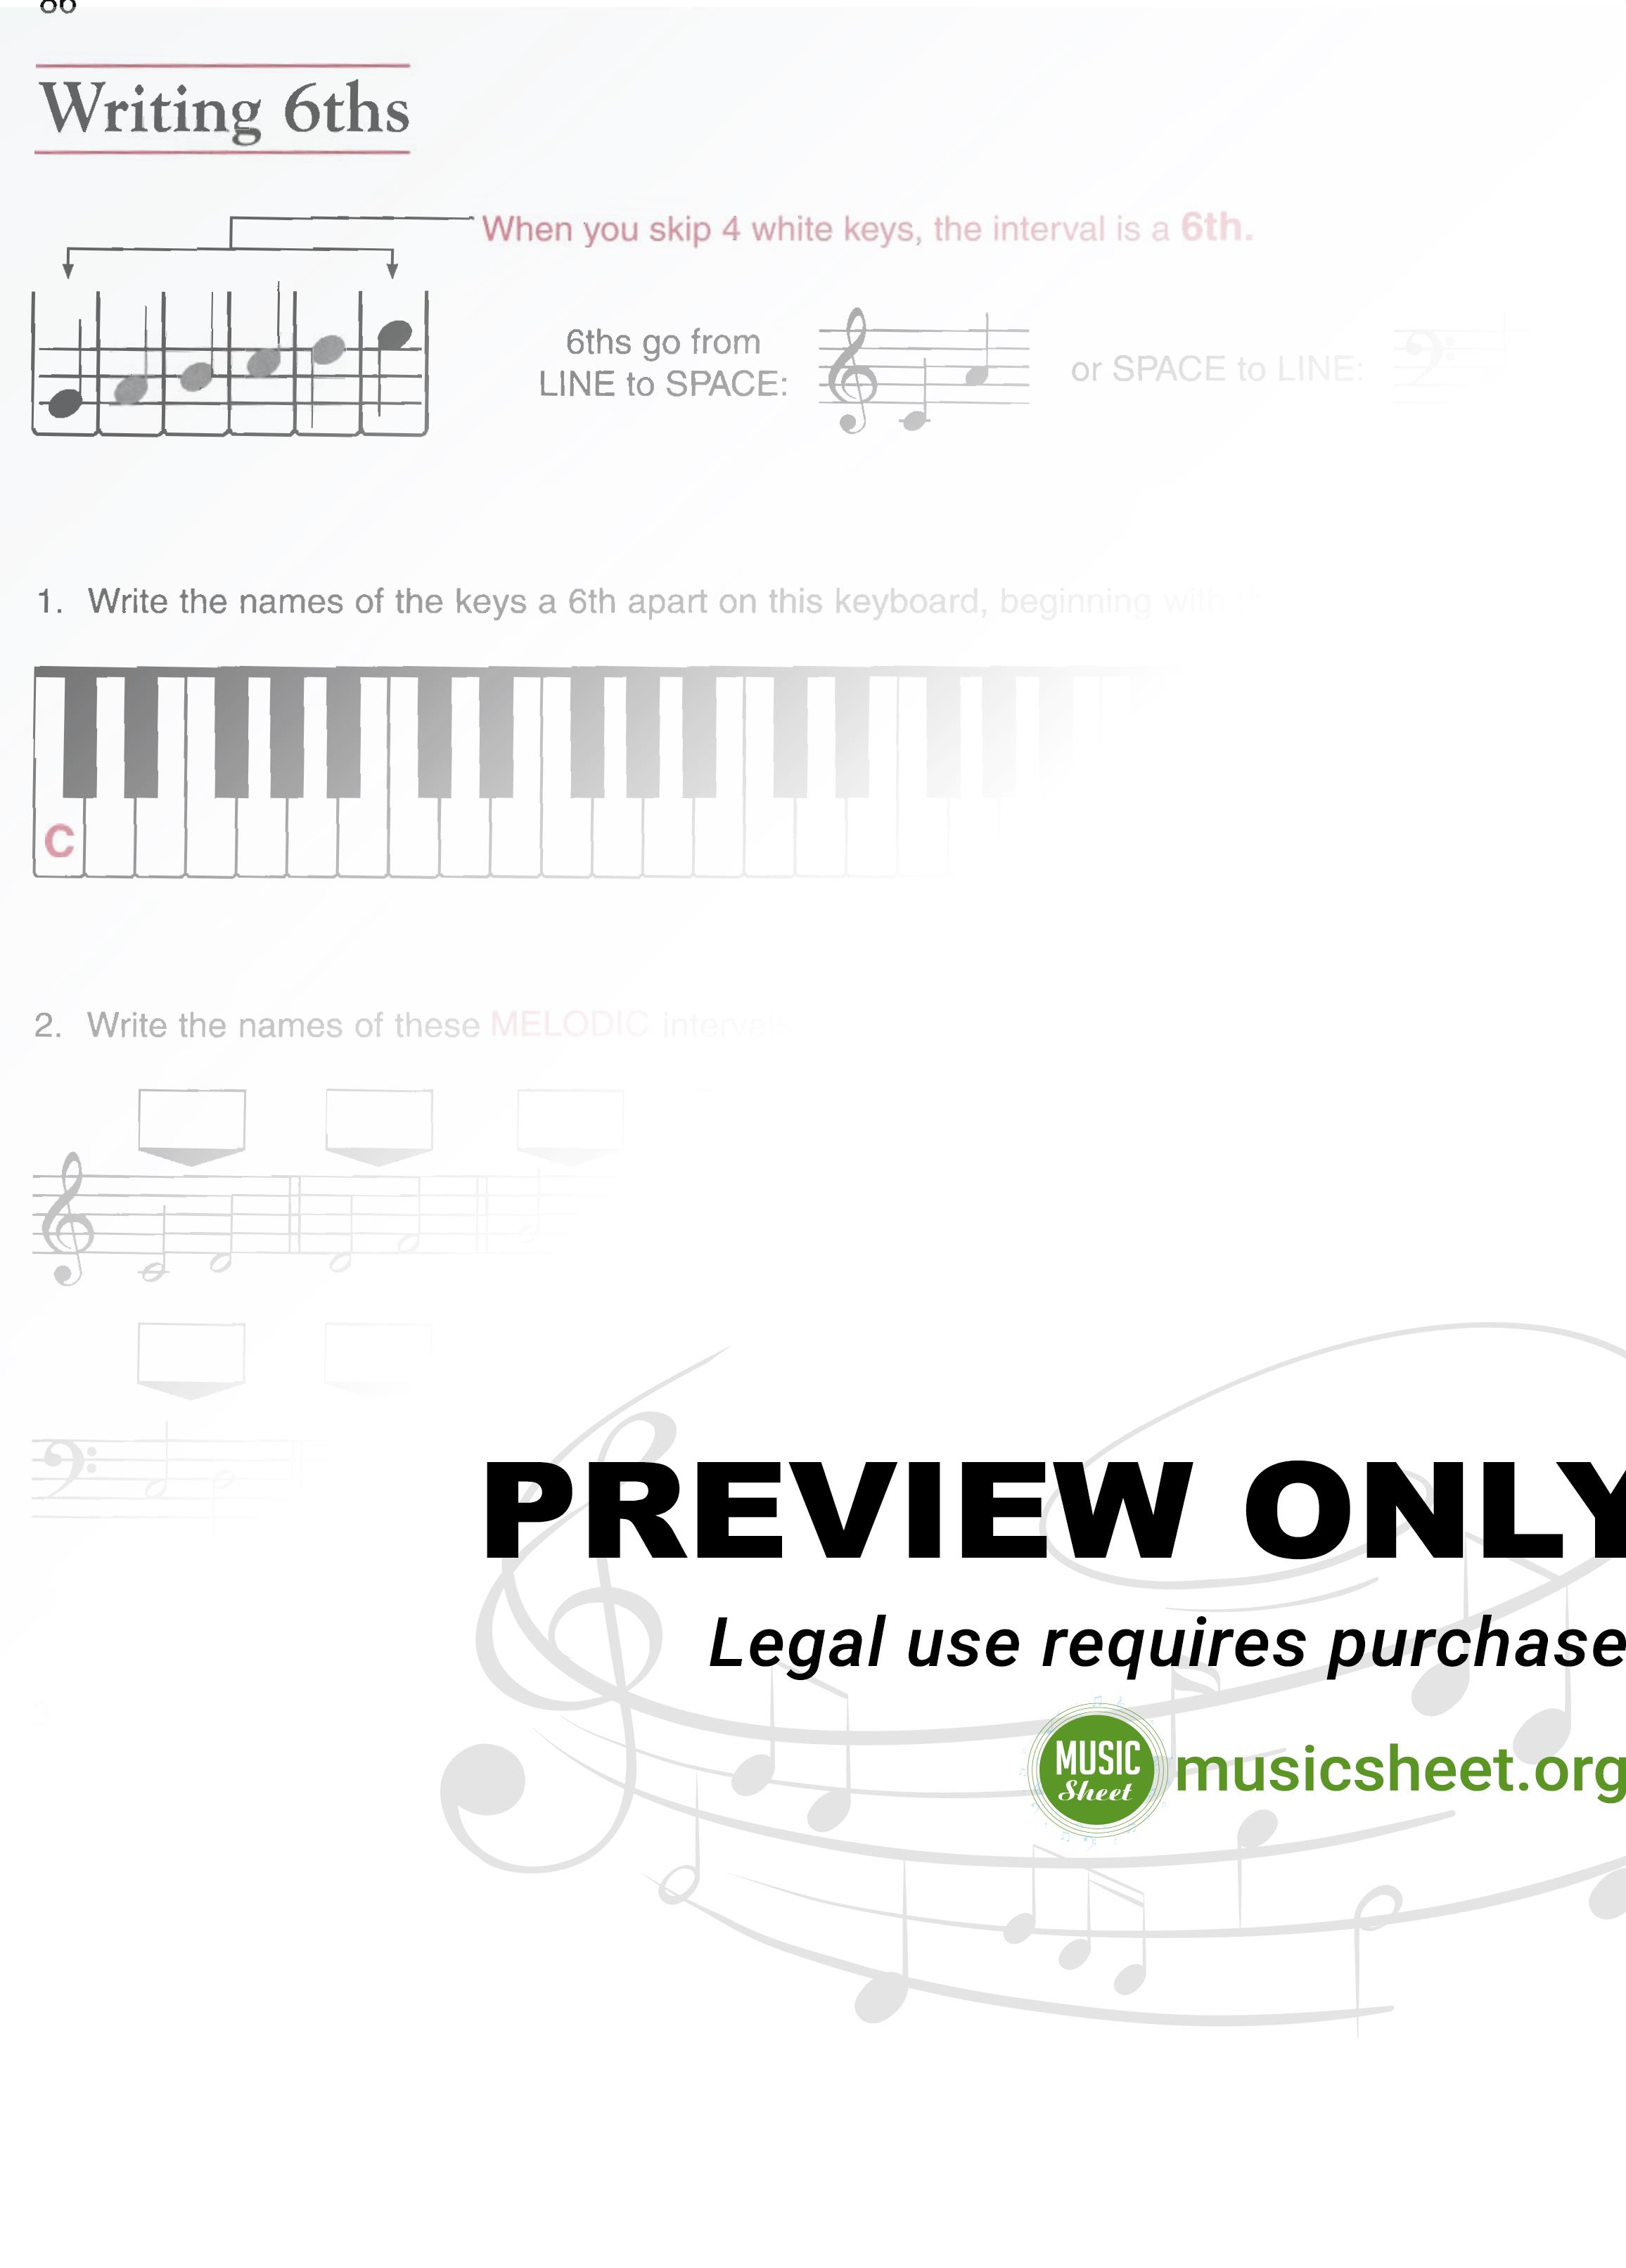 86
Writing 6ths
When you skip 4 white keys, the interval is a 6th.
6ths go from
LINE to SPACE:
or SPACE to LINE:
1. Write the names of the keys a 6th apart on this keyboard, beginning with
C
2. Write the names of these MELODIC
PREVIEW ONLY
Legal use requires purchase
MUSIC
Sheet
musicsheet.org